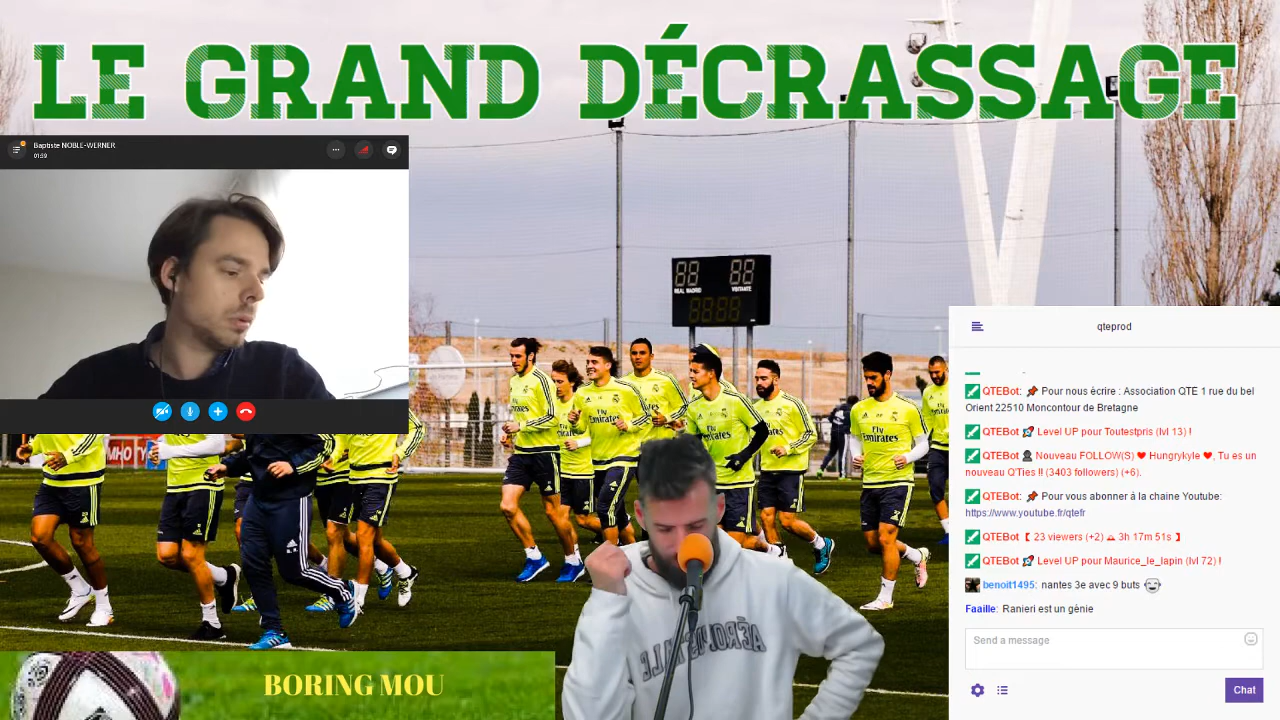 LE GRAND DÉCRASSAGE
Baptiste NOBLE-WERNER
01:39
88 88
REAL MADRID VISITANTE
88:88
Fly Emirates
qteprod
QTEBot: Pour nous écrire : Association QTE 1 rue du bel
Orient 22510 Moncontour de Bretagne
QTEBot Level UP pour Toutestpris (lvl 13) !
QTEBot: Nouveau FOLLOW(S) ❤ Hungrykyle ❤, Tu es un
nouveau Q'Ties !! (3403 followers) (+6).
QTEBot: Pour vous abonner á la chaine Youtube:
https://www.youtube.fr/qtefr
QTEBot 【 23 viewers (+2) 3h 17m 51s 】
QTEBot Level UP pour Maurice_le_lapin (lvl 72) !
benoit1495: nantes 3e avec 9 buts
Faaille: Ranieri est un génie
Send a message
Chat
BORING MOU